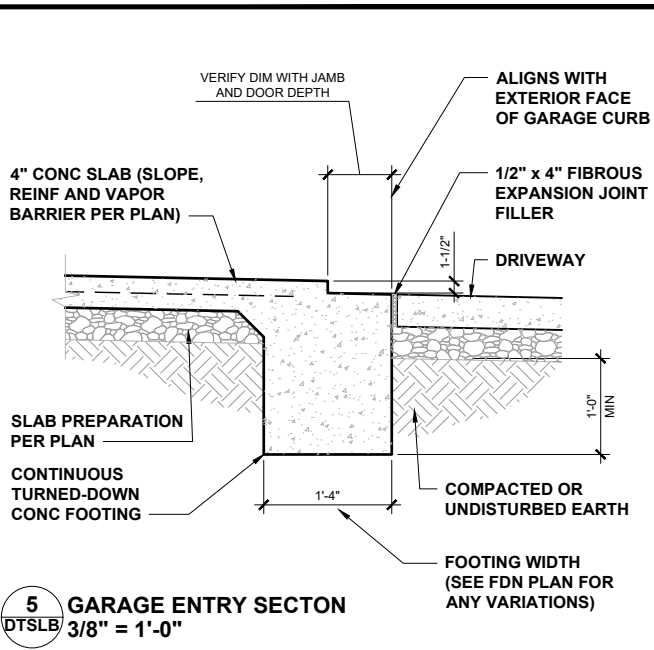 VERIFY DIM WITH JAMB
AND DOOR DEPTH
ALIGNS WITH
EXTERIOR FACE
OF GARAGE CURB
4" CONC SLAB (SLOPE,
REINF AND VAPOR
BARRIER PER PLAN)
1/2" x 4" FIBROUS
EXPANSION JOINT
FILLER
1-1/2"
DRIVEWAY
SLAB PREPARATION
PER PLAN
1'-0"
MIN
CONTINUOUS
TURNED-DOWN
CONC FOOTING
1'-4"
COMPACTED OR
UNDISTURBED EARTH
FOOTING WIDTH
(SEE FDN PLAN FOR
ANY VARIATIONS)
5
DTSLB
GARAGE ENTRY SECTON
3/8" = 1'-0"